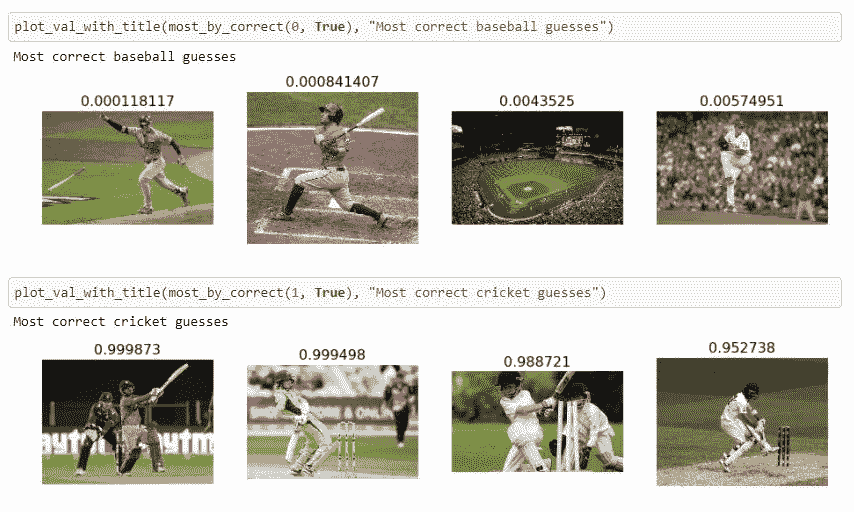 plot_val_with_title(most_by_correct(0, True), "Most correct baseball guesses")
Most correct baseball guesses
0.000118117 0.000841407 0.0043525 0.00574951
plot_val_with_title(most_by_correct(1, True), "Most correct cricket guesses")
Most correct cricket guesses
0.999873 0.999498 0.988721 0.952738